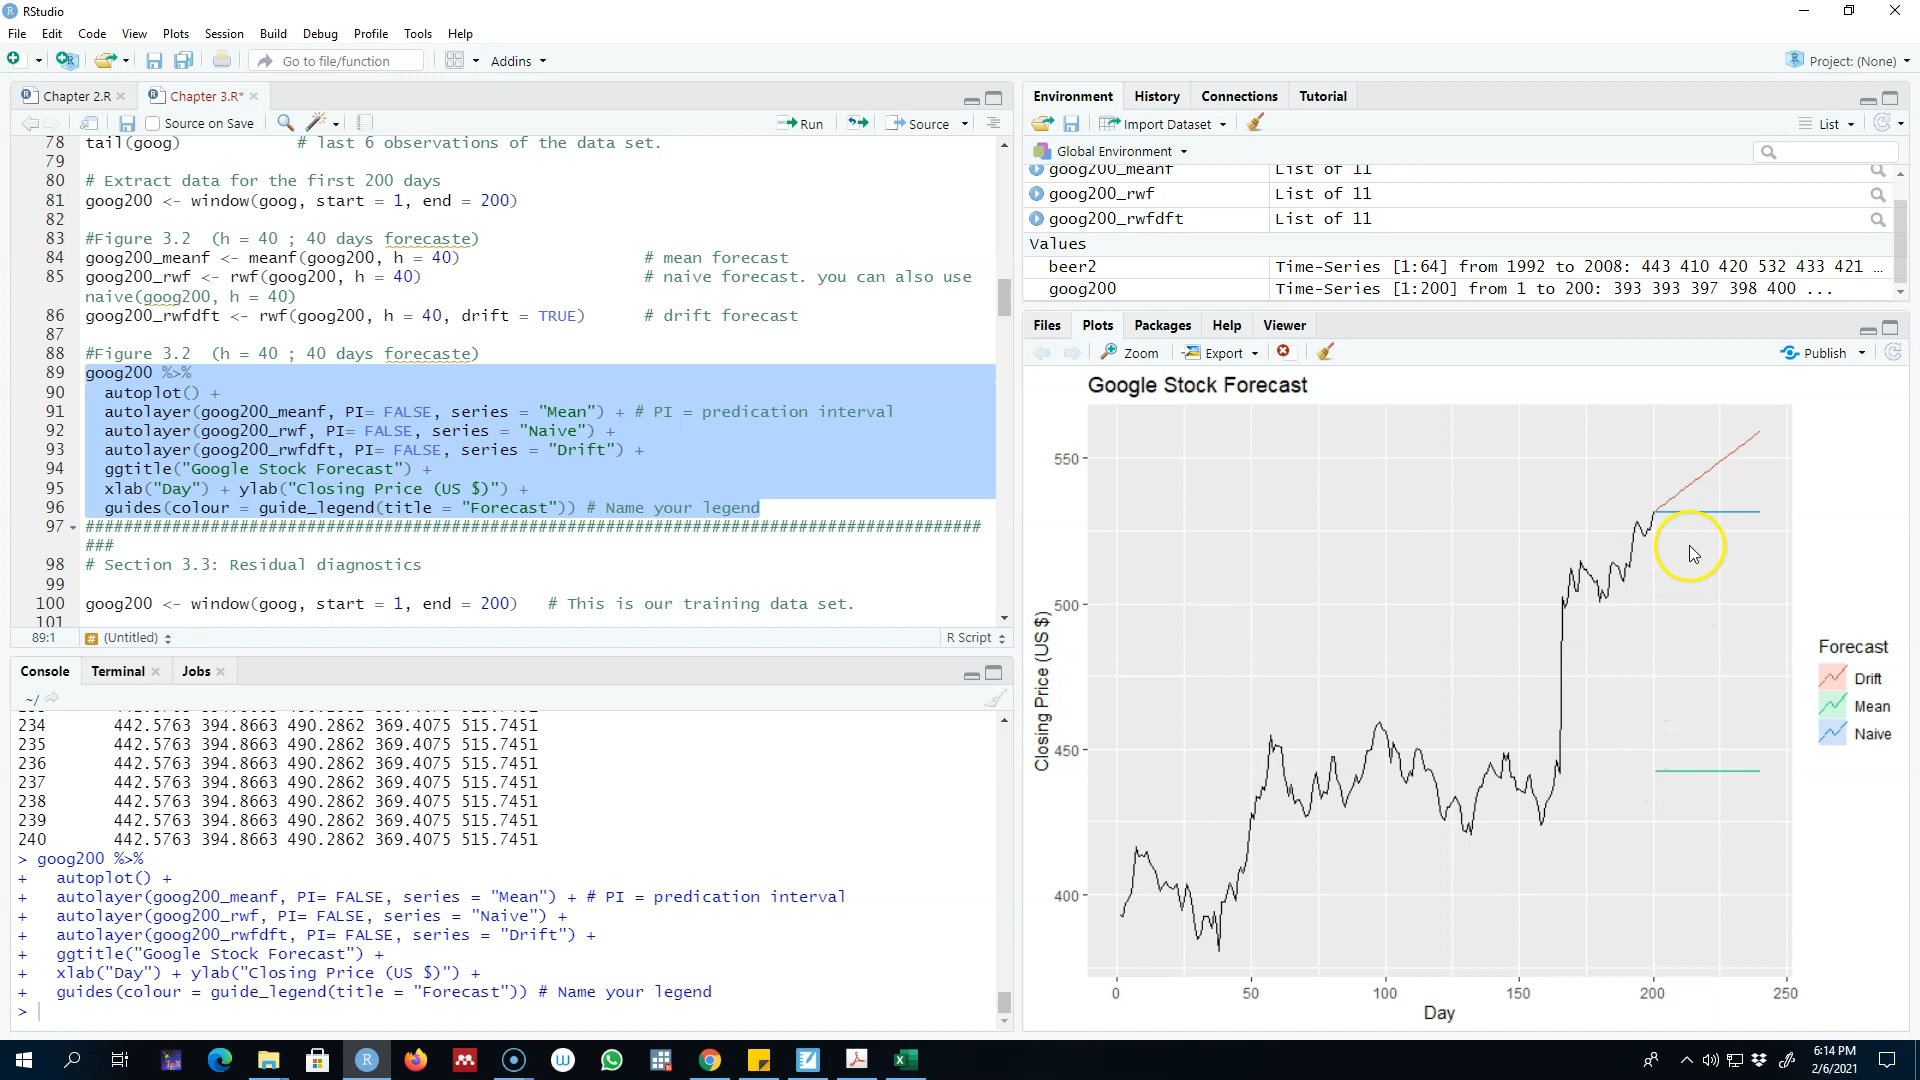 RStudio
File Edit Code View Plots Session Build Debug Profile Tools Help
Go to file/function Addins Project: (None)
Chapter 2.R Chapter 3.R*
Source on Save Run Source
78 tail(goog) # last 6 observations of the data set.
79
80 # Extract data for the first 200 days
81 goog200 <- window(goog, start = 1, end = 200)
82
83 #Figure 3.2 (h = 40 ; 40 days forecaste)
84 goog200_meanf <- meanf(goog200, h = 40) # mean forecast
85 goog200_rwf <- rwf(goog200, h = 40) # naive forecast. you can also use
naive(goog200, h = 40)
86 goog200_rwfdft <- rwf(goog200, h = 40, drift = TRUE) # drift forecast
87
88 #Figure 3.2 (h = 40 ; 40 days forecaste)
89 goog200 %>%
90 autoplot() +
91 autolayer(goog200_meanf, PI= FALSE, series = "Mean") + # PI = predication interval
92 autolayer(goog200_rwf, PI= FALSE, series = "Naive") +
93 autolayer(goog200_rwfdft, PI= FALSE, series = "Drift") +
94 ggtitle("Google Stock Forecast") +
95 xlab("Day") + ylab("Closing Price (US $)") +
96 guides(colour = guide_legend(title = "Forecast")) # Name your legend
97 #############################################################################################
###
98 # Section 3.3: Residual diagnostics
99
100 goog200 <- window(goog, start = 1, end = 200) # This is our training data set.
101
89:1 (Untitled) R Script
Console Terminal Jobs
~/
234 442.5763 394.8663 490.2862 369.4075 515.7451
235 442.5763 394.8663 490.2862 369.4075 515.7451
236 442.5763 394.8663 490.2862 369.4075 515.7451
237 442.5763 394.8663 490.2862 369.4075 515.7451
238 442.5763 394.8663 490.2862 369.4075 515.7451
239 442.5763 394.8663 490.2862 369.4075 515.7451
240 442.5763 394.8663 490.2862 369.4075 515.7451
> goog200 %>%
+ autoplot() +
+ autolayer(goog200_meanf, PI= FALSE, series = "Mean") + # PI = predication interval
+ autolayer(goog200_rwf, PI= FALSE, series = "Naive") +
+ autolayer(goog200_rwfdft, PI= FALSE, series = "Drift") +
+ ggtitle("Google Stock Forecast") +
+ xlab("Day") + ylab("Closing Price (US $)") +
+ guides(colour = guide_legend(title = "Forecast")) # Name your legend
>
Environment History Connections Tutorial
Import Dataset List
Global Environment
goog200_meanf List of 11
goog200_rwf List of 11
goog200_rwfdft List of 11
Values
beer2 Time-Series [1:64] from 1992 to 2008: 443 410 420 532 433 421 …
goog200 Time-Series [1:200] from 1 to 200: 393 393 397 398 400 ...
Files Plots Packages Help Viewer
Zoom Export Publish
Google Stock Forecast
550
500
450
400
Closing Price (US $)
0 50 100 150 200 250
Day
Forecast
Drift
Mean
Naive
6:14 PM
2/6/2021